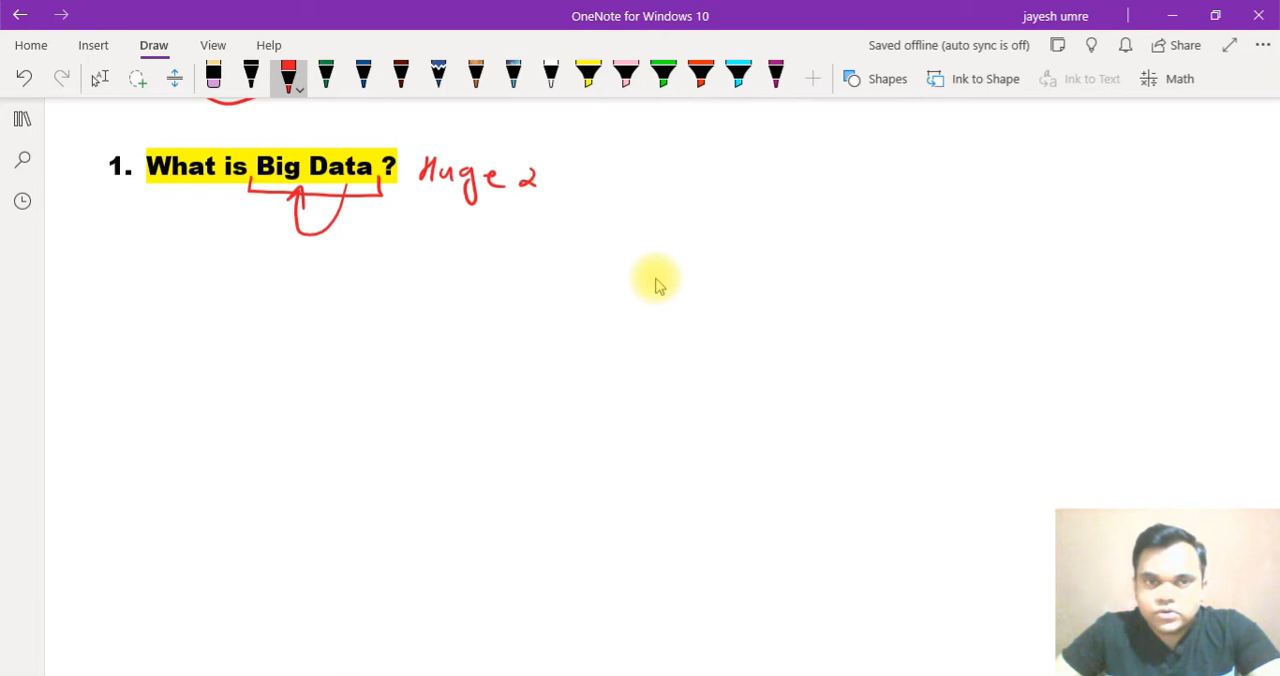 OneNote for Windows 10
jayesh umre
Home
Insert
Draw
View
Help
Saved offline (auto sync is off)
Share
Shapes
Ink to Shape
Ink to Text
Math
1. What is Big Data ? Huge 2